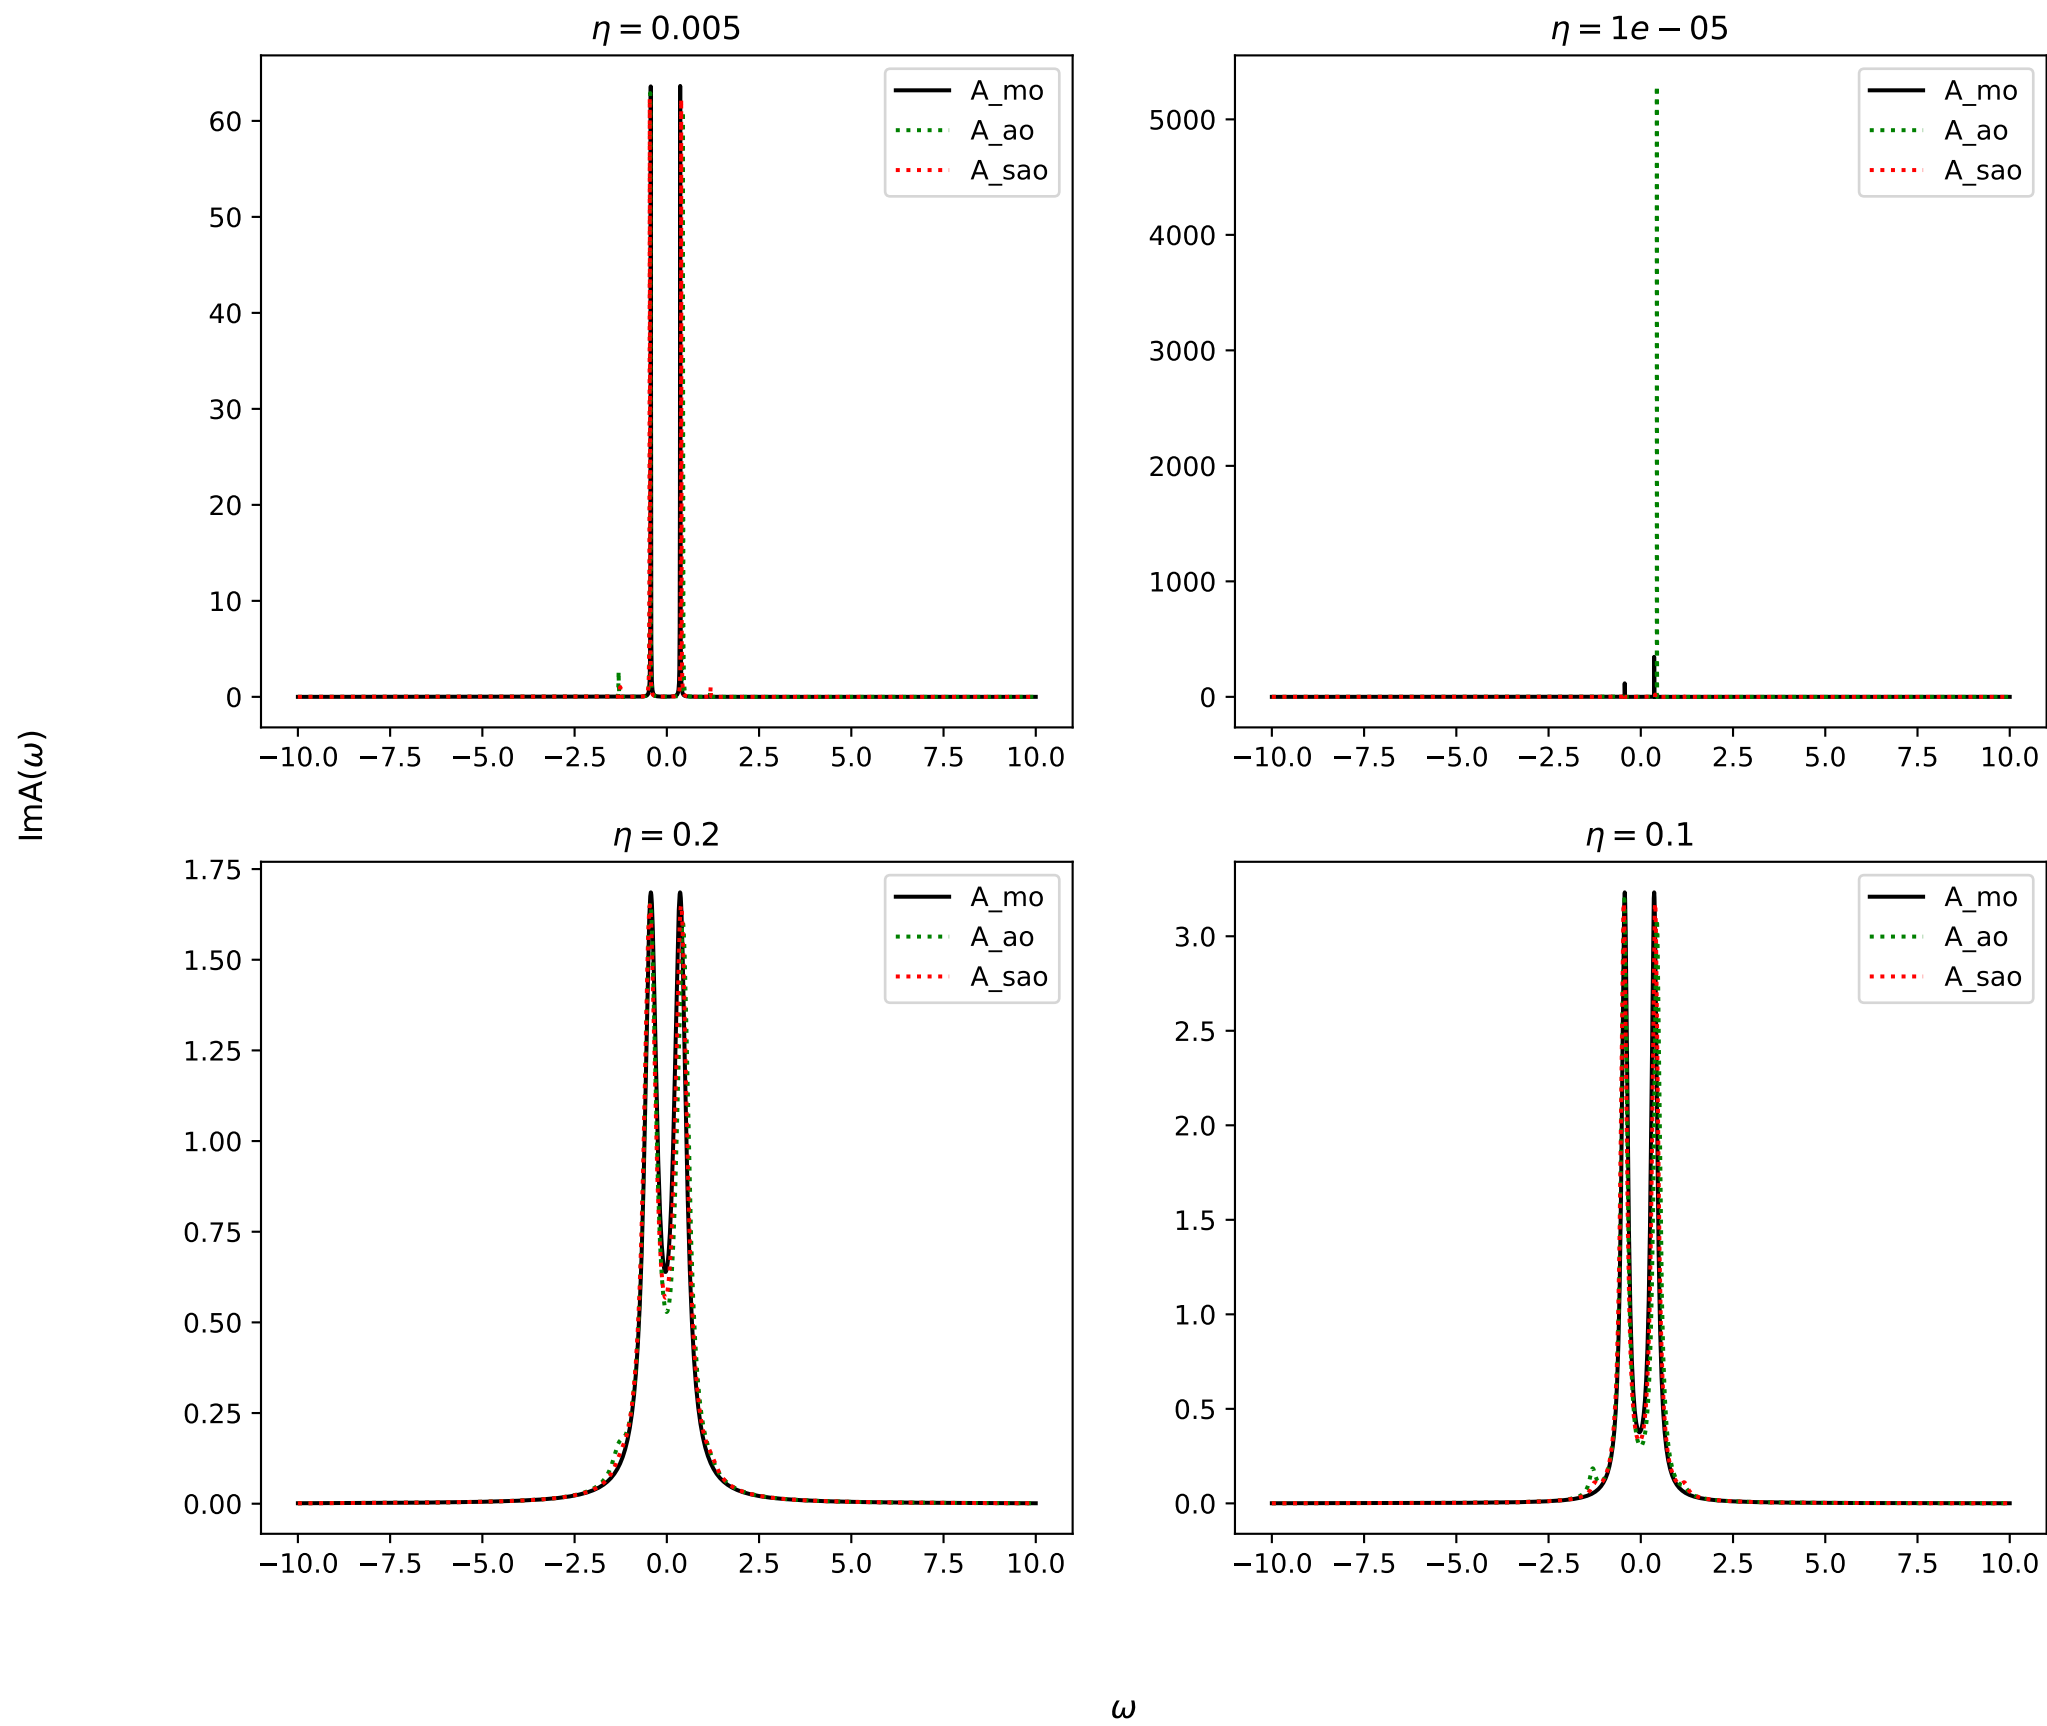 η = 0.005
60
50
40
30
20
10
0
−10.0 −7.5 −5.0 −2.5 0.0 2.5 5.0 7.5 10.0
A_mo
A_ao
A_sao
η = 1e − 05
5000
4000
3000
2000
1000
0
−10.0 −7.5 −5.0 −2.5 0.0 2.5 5.0 7.5 10.0
A_mo
A_ao
A_sao
ImA(ω)
η = 0.2
1.75
1.50
1.25
1.00
0.75
0.50
0.25
0.00
−10.0 −7.5 −5.0 −2.5 0.0 2.5 5.0 7.5 10.0
A_mo
A_ao
A_sao
η = 0.1
3.0
2.5
2.0
1.5
1.0
0.5
0.0
−10.0 −7.5 −5.0 −2.5 0.0 2.5 5.0 7.5 10.0
A_mo
A_ao
A_sao
ω